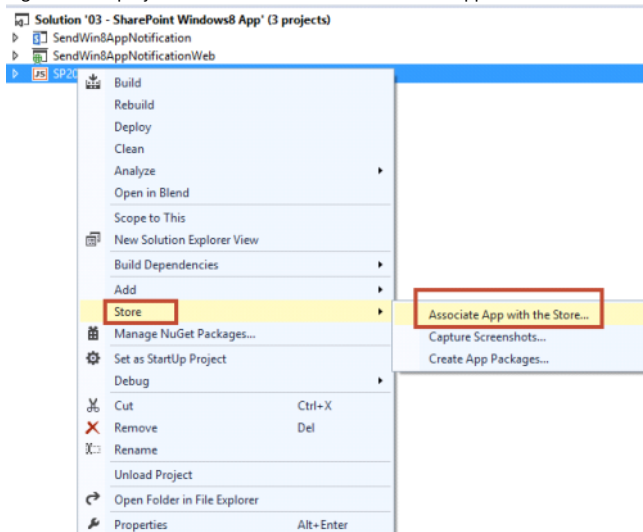 Solution '03 - SharePoint Windows8 App' (3 projects)
SendWin8AppNotification
SendWin8AppNotificationWeb
JS SP20
Build
Rebuild
Deploy
Clean
Analyze
Open in Blend
Scope to This
New Solution Explorer View
Build Dependencies
Add
Store
Associate App with the Store...
Capture Screenshots...
Create App Packages...
Manage NuGet Packages...
Set as StartUp Project
Debug
Cut Ctrl+X
Remove Del
Rename
Unload Project
Open Folder in File Explorer
Properties Alt+Enter